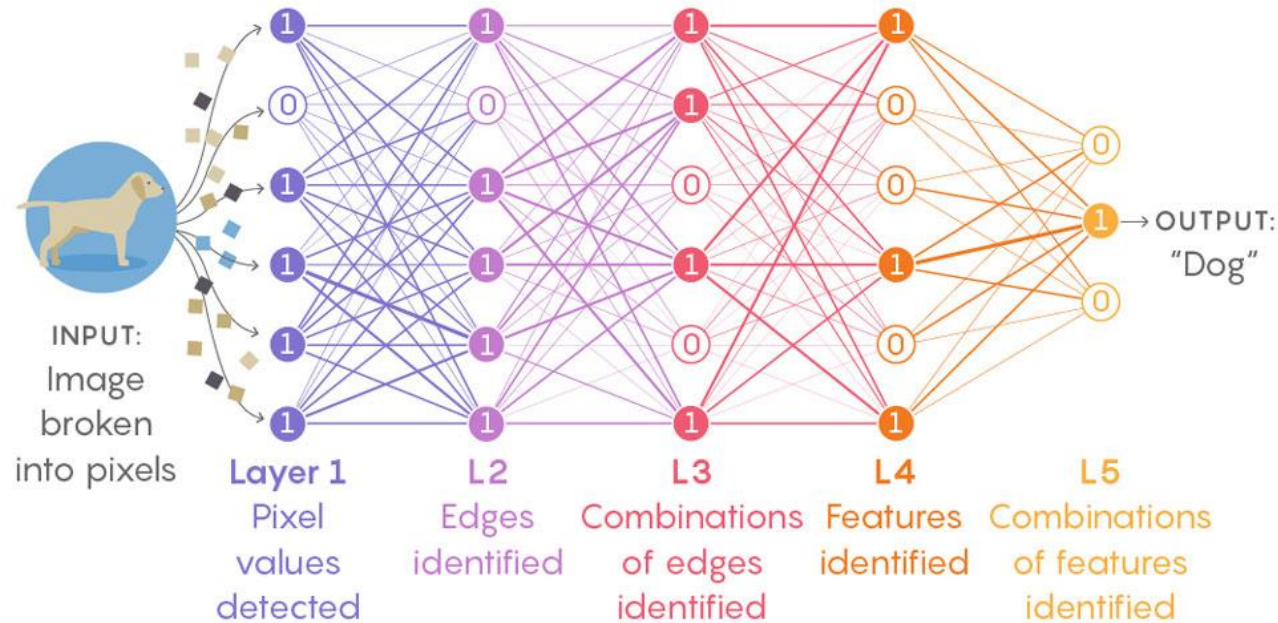 1 1 1 1
0 0 1 0
0
1 1 0 0
1
1 1 1 1
0
1 1 0 0
1 1 1 1
→ OUTPUT:
"Dog"
INPUT:
Image
broken
into pixels
Layer 1
Pixel
values
detected
L2
Edges
identified
L3
Combinations
of edges
identified
L4
Features
identified
L5
Combinations
of features
identified